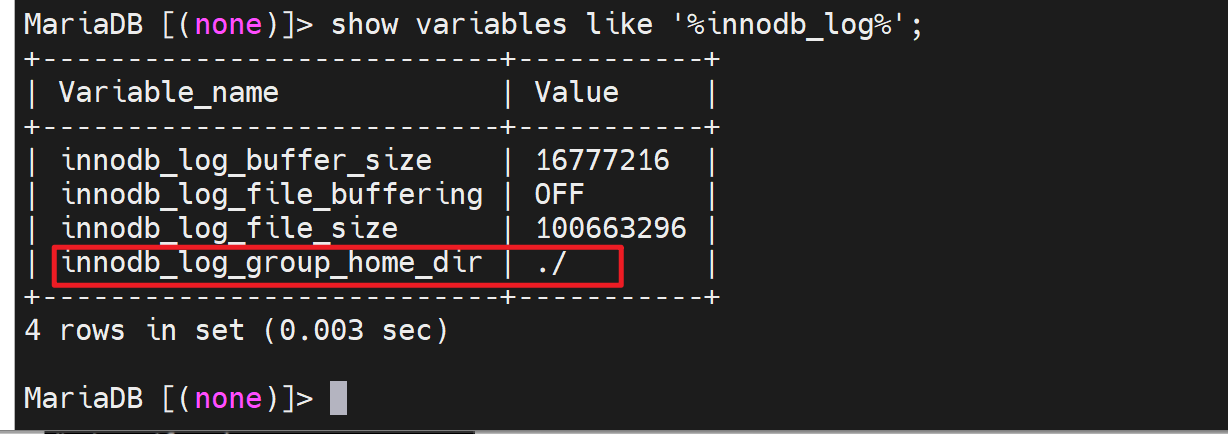 MariaDB [(none)]> show variables like '%innodb_log%';
+---------------------------+-----------+
| Variable_name             | Value     |
+---------------------------+-----------+
| innodb_log_buffer_size    | 16777216  |
| innodb_log_file_buffering | OFF       |
| innodb_log_file_size      | 100663296 |
| innodb_log_group_home_dir | ./        |
+---------------------------+-----------+
4 rows in set (0.003 sec)
MariaDB [(none)]>